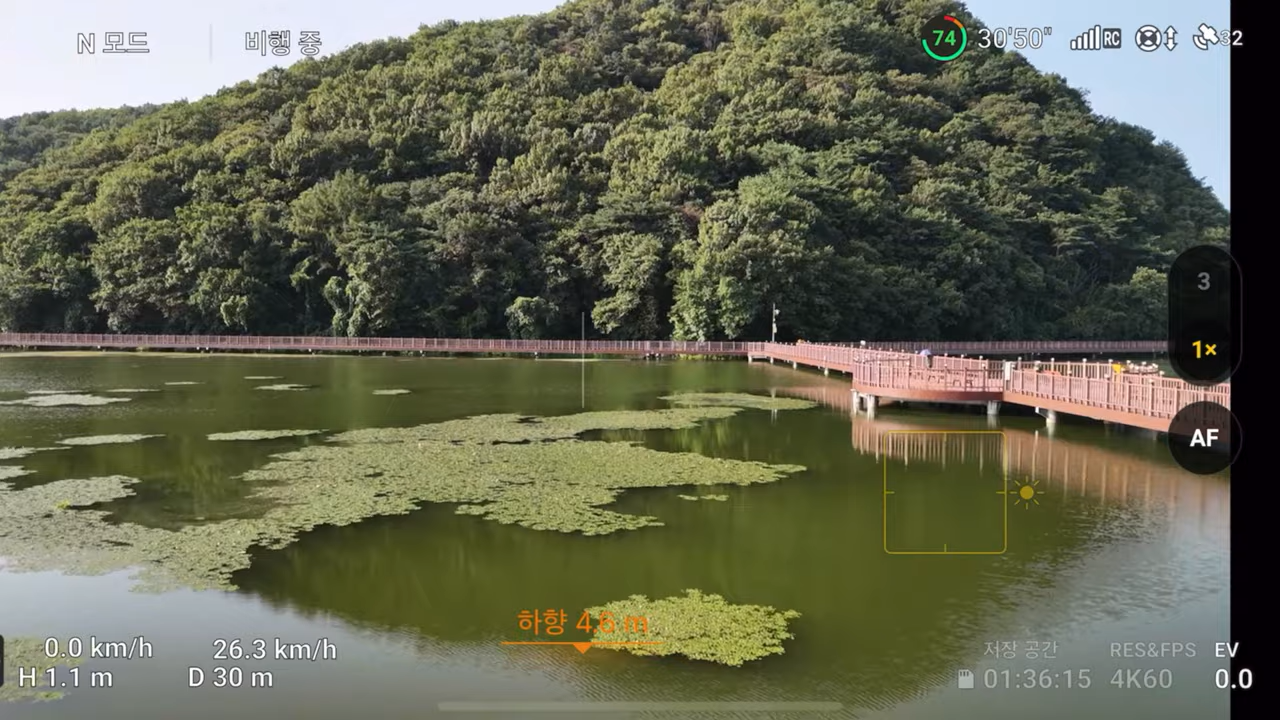 N 모드
비행 중
74
30'50"
RC
32
3
1×
AF
하향 4.6 m
0.0 km/h
26.3 km/h
H 1.1 m
D 30 m
저장 공간
RES&FPS
EV
01:36:15
4K60
0.0